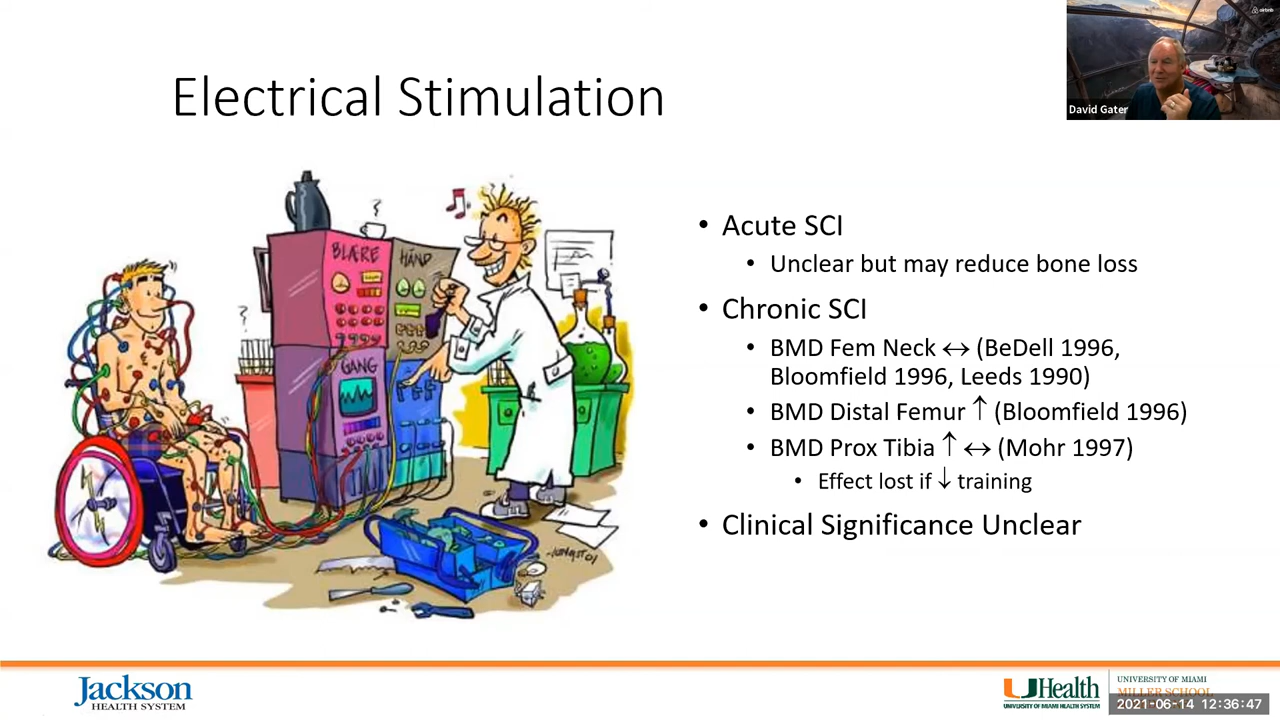 airbnb
David Gater
Electrical Stimulation
BLÆRE
HÅND
GANG
• Acute SCI
• Unclear but may reduce bone loss
• Chronic SCI
• BMD Fem Neck ↔ (BeDell 1996,
Bloomfield 1996, Leeds 1990)
• BMD Distal Femur ↑ (Bloomfield 1996)
• BMD Prox Tibia ↑ ↔ (Mohr 1997)
• Effect lost if ↓ training
• Clinical Significance Unclear
Jackson
HEALTH SYSTEM
UHealth
UNIVERSITY OF MIAMI HEALTH SYSTEM
UNIVERSITY OF MIAMI
MILLER SCHOOL
2021-06-14 12:36:47